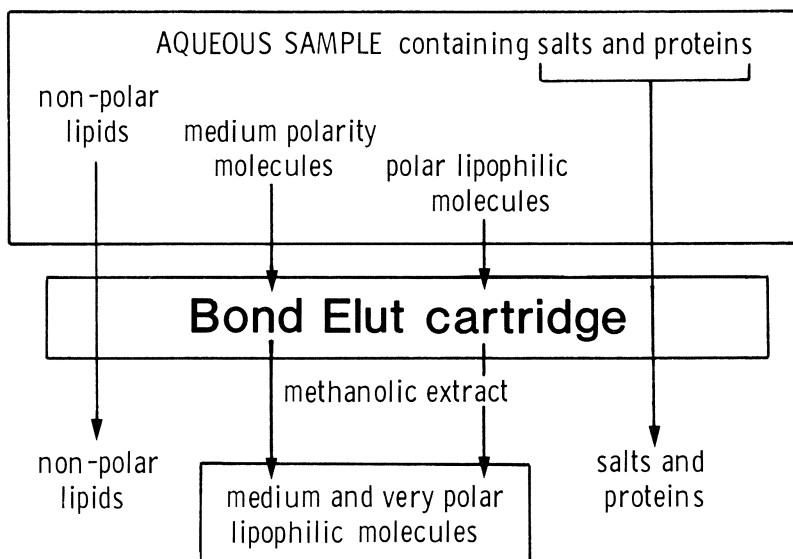 AQUEOUS SAMPLE containing salts and proteins
non-polar
lipids
medium polarity
molecules
polar lipophilic
molecules
Bond Elut cartridge
methanolic extract
non-polar
lipids
medium and very polar
lipophilic molecules
salts and
proteins